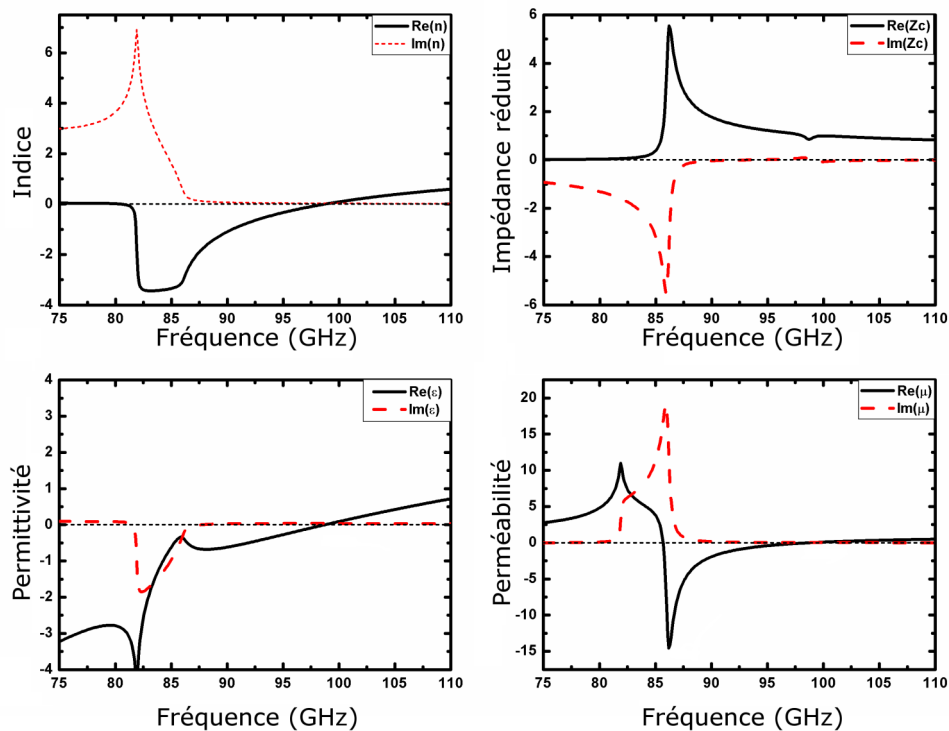 Re(n)
Im(n)
Indice
6
4
2
0
-2
-4
75 80 85 90 95 100 105 110
Fréquence (GHz)
Re(Zc)
Im(Zc)
Impédance réduite
6
4
2
0
-2
-4
-6
75 80 85 90 95 100 105 110
Fréquence (GHz)
Re(ε)
Im(ε)
Permittivité
4
3
2
1
0
-1
-2
-3
-4
75 80 85 90 95 100 105 110
Fréquence (GHz)
Re(μ)
Im(μ)
Perméabilité
20
15
10
5
0
-5
-10
-15
75 80 85 90 95 100 105 110
Fréquence (GHz)